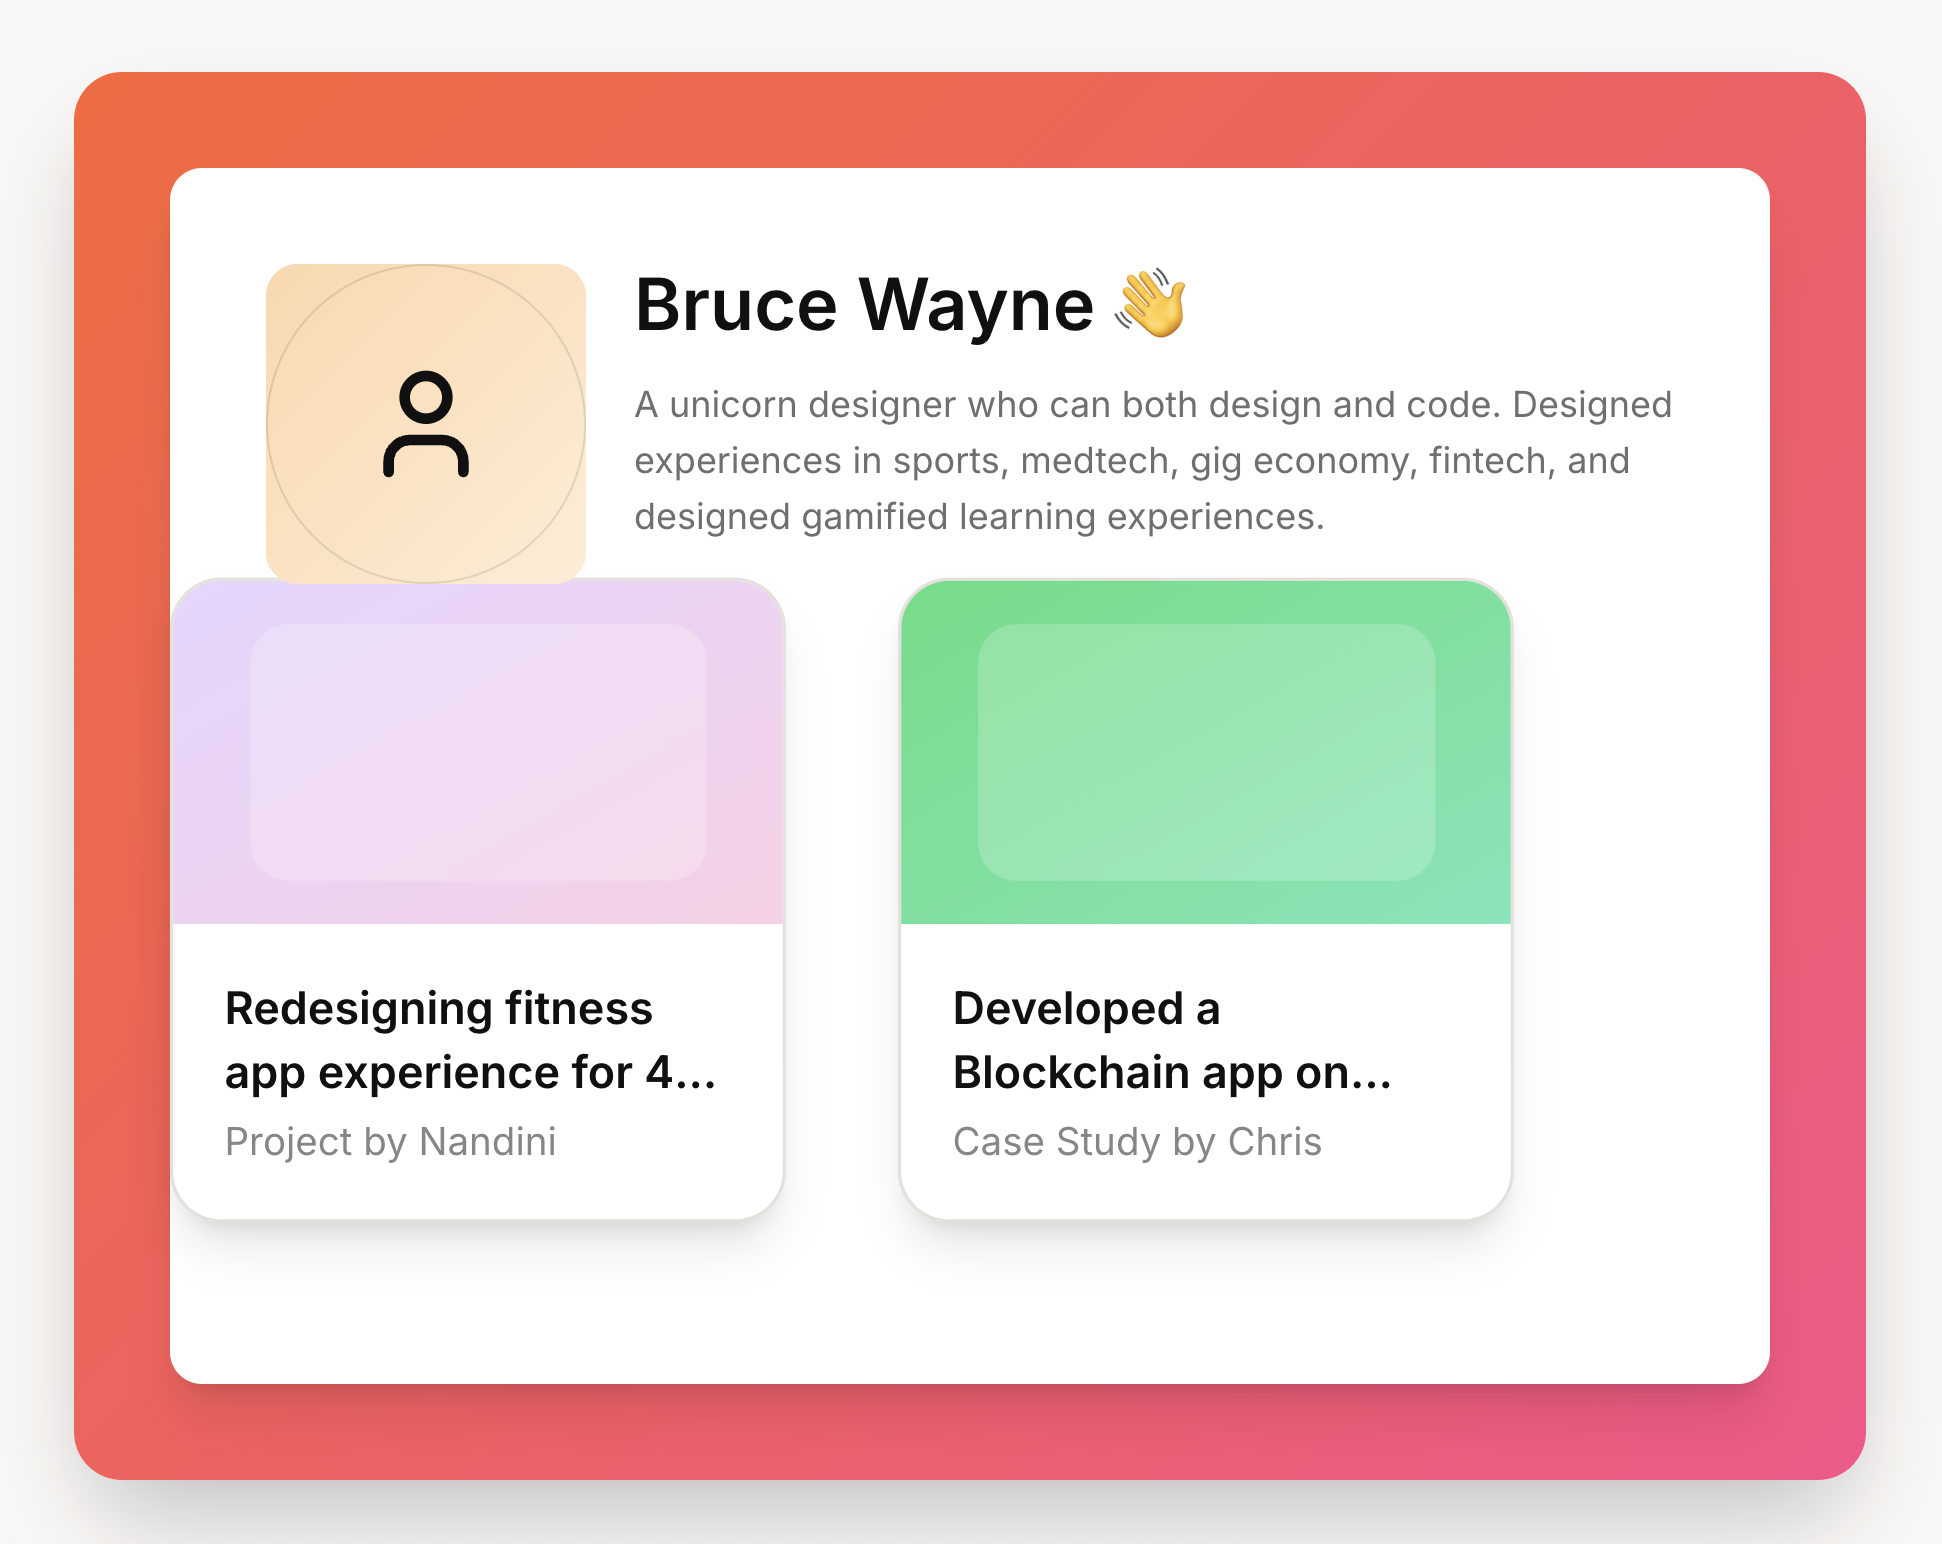 Bruce Wayne 👋
A unicorn designer who can both design and code. Designed
experiences in sports, medtech, gig economy, fintech, and
designed gamified learning experiences.
Redesigning fitness
app experience for 4...
Project by Nandini
Developed a
Blockchain app on...
Case Study by Chris